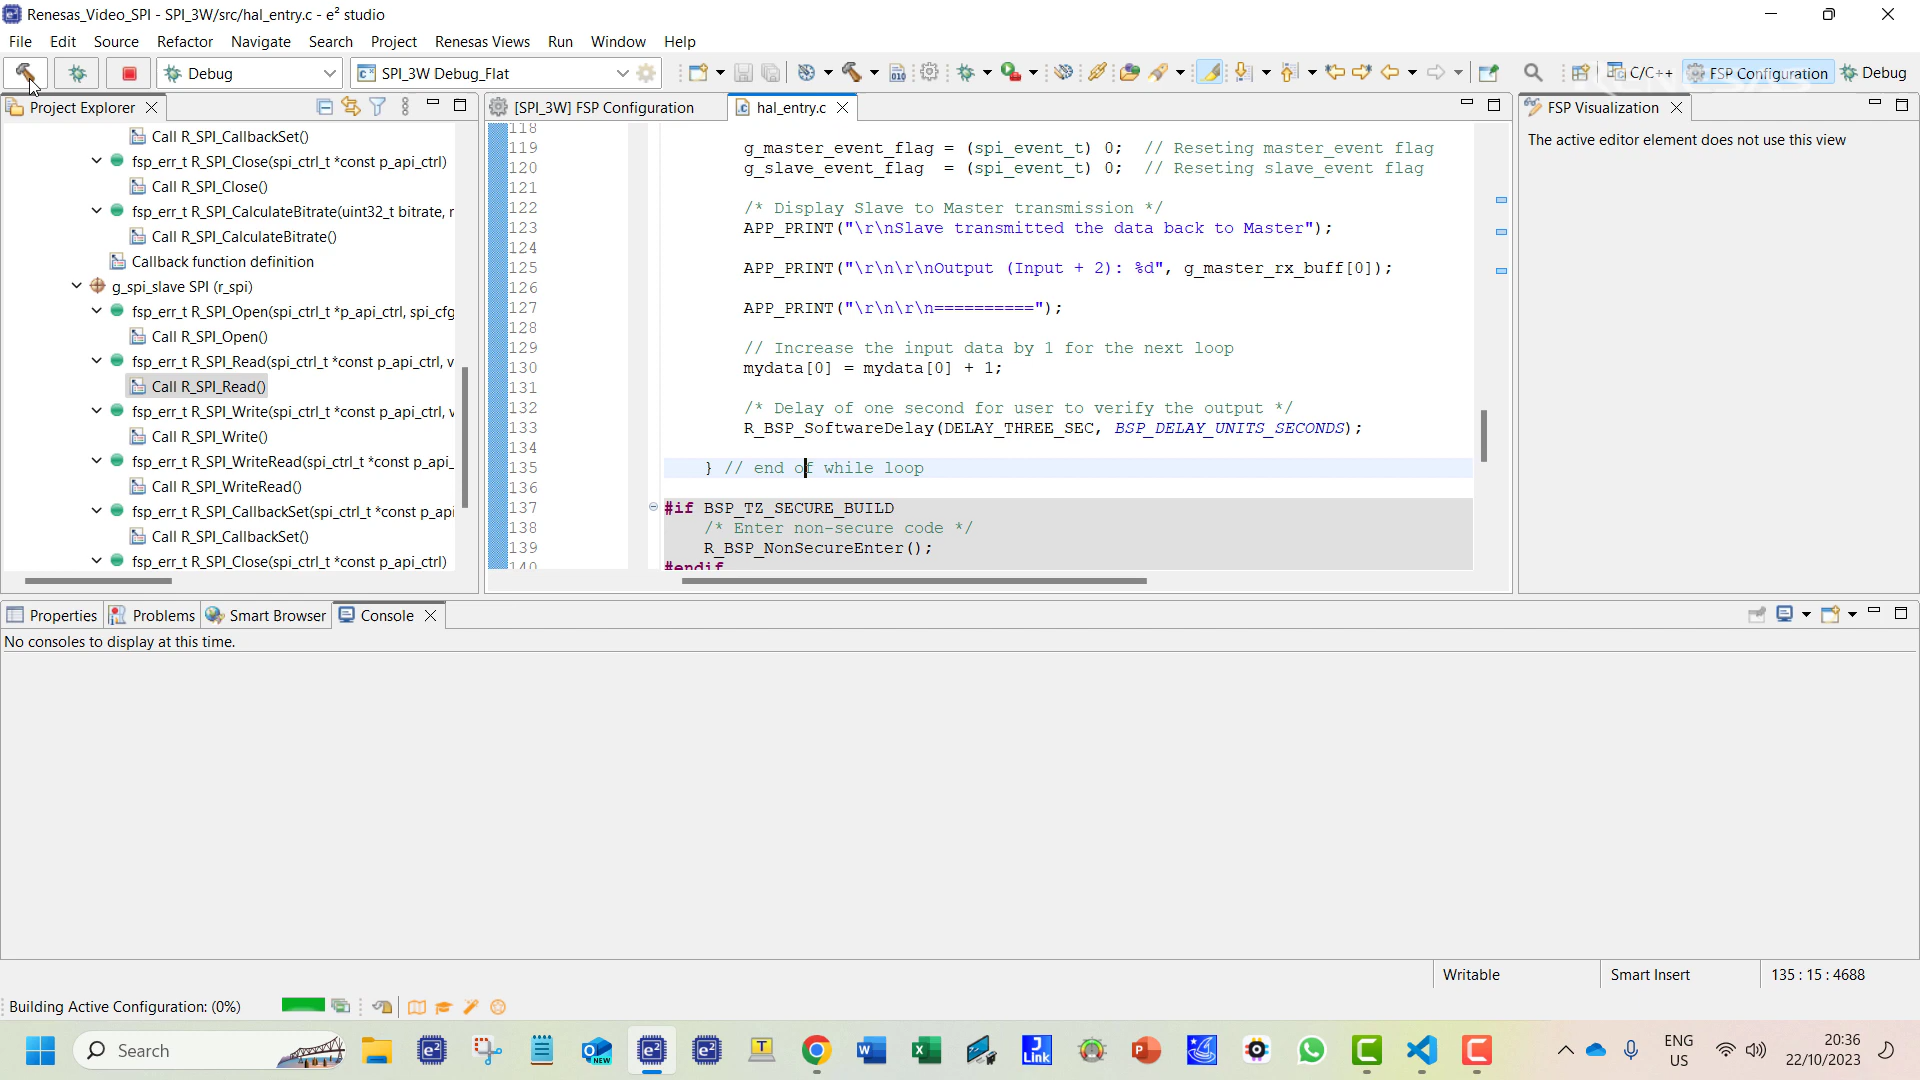 Renesas_Video_SPI - SPI_3W/src/hal_entry.c - e² studio
File Edit Source Refactor Navigate Search Project Renesas Views Run Window Help
Debug SPI_3W Debug_Flat C/C++ FSP Configuration Debug
Project Explorer
Call R_SPI_CallbackSet()
fsp_err_t R_SPI_Close(spi_ctrl_t *const p_api_ctrl)
Call R_SPI_Close()
fsp_err_t R_SPI_CalculateBitrate(uint32_t bitrate, r
Call R_SPI_CalculateBitrate()
Callback function definition
g_spi_slave SPI (r_spi)
fsp_err_t R_SPI_Open(spi_ctrl_t *p_api_ctrl, spi_cfg
Call R_SPI_Open()
fsp_err_t R_SPI_Read(spi_ctrl_t *const p_api_ctrl, v
Call R_SPI_Read()
fsp_err_t R_SPI_Write(spi_ctrl_t *const p_api_ctrl, v
Call R_SPI_Write()
fsp_err_t R_SPI_WriteRead(spi_ctrl_t *const p_api_
Call R_SPI_WriteRead()
fsp_err_t R_SPI_CallbackSet(spi_ctrl_t *const p_api
Call R_SPI_CallbackSet()
fsp_err_t R_SPI_Close(spi_ctrl_t *const p_api_ctrl)
[SPI_3W] FSP Configuration hal_entry.c
118
119 g_master_event_flag = (spi_event_t) 0; // Reseting master_event flag
120 g_slave_event_flag = (spi_event_t) 0; // Reseting slave_event flag
121
122 /* Display Slave to Master transmission */
123 APP_PRINT("\r\nSlave transmitted the data back to Master");
124
125 APP_PRINT("\r\n\r\nOutput (Input + 2): %d", g_master_rx_buff[0]);
126
127 APP_PRINT("\r\n\r\n==========");
128
129 // Increase the input data by 1 for the next loop
130 mydata[0] = mydata[0] + 1;
131
132 /* Delay of one second for user to verify the output */
133 R_BSP_SoftwareDelay(DELAY_THREE_SEC, BSP_DELAY_UNITS_SECONDS);
134
135 } // end of while loop
136
137 #if BSP_TZ_SECURE_BUILD
138 /* Enter non-secure code */
139 R_BSP_NonSecureEnter();
140 #endif
FSP Visualization
The active editor element does not use this view
Properties Problems Smart Browser Console
No consoles to display at this time.
Writable Smart Insert 135 : 15 : 4688
Building Active Configuration: (0%)
Search
ENG
US
20:36
22/10/2023